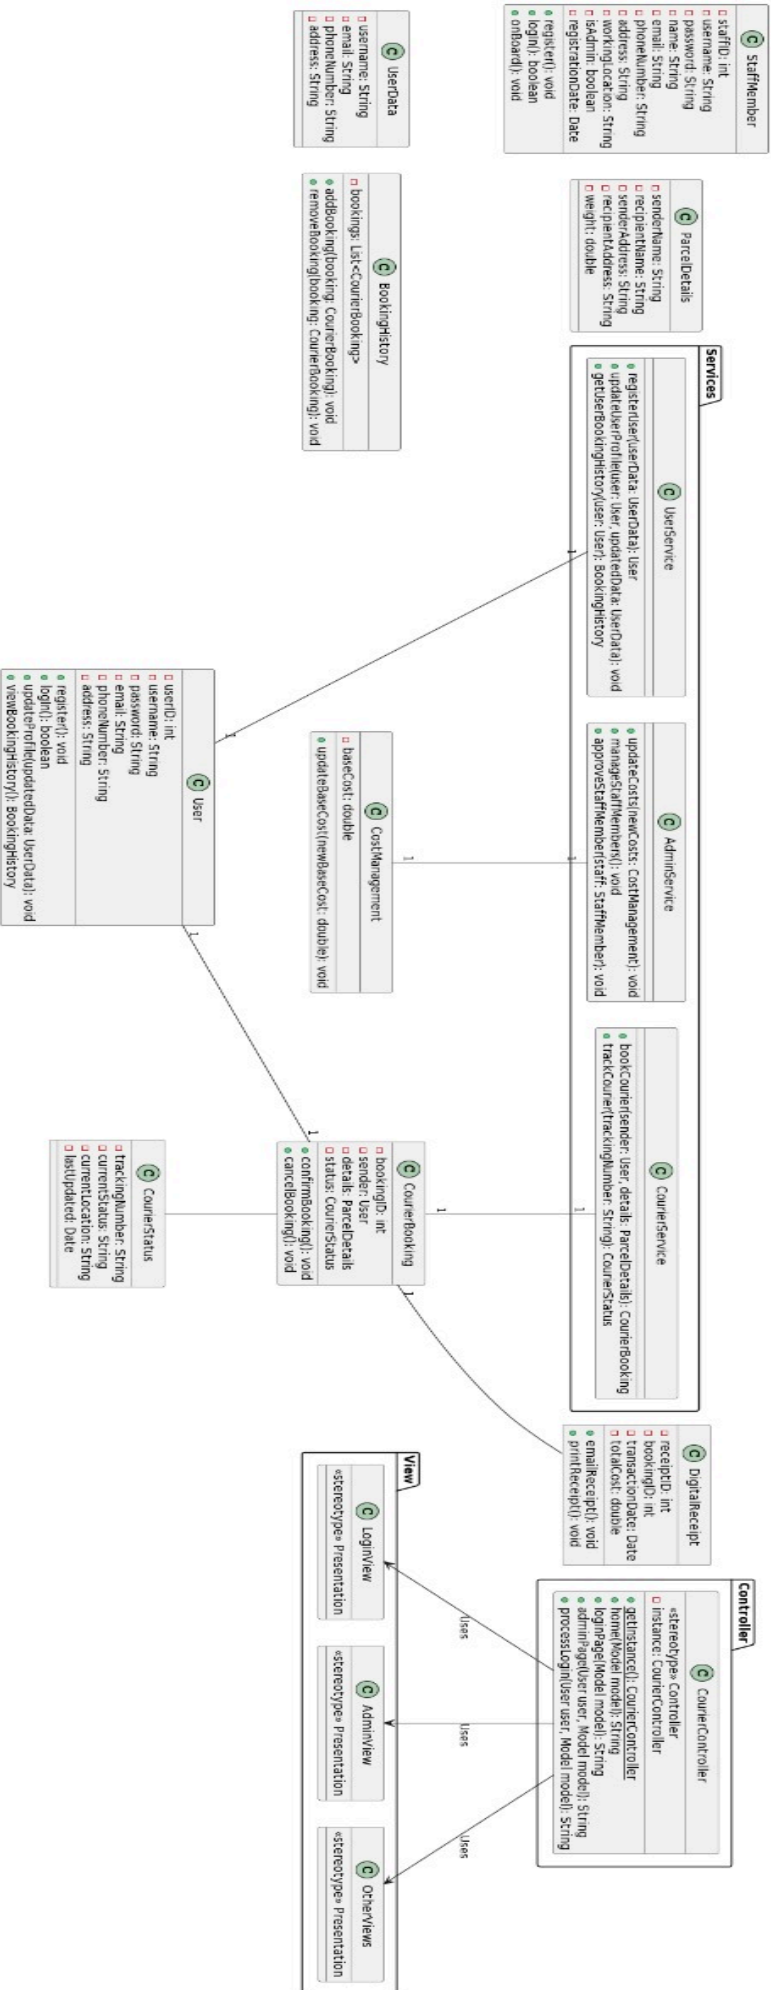 C StaffMember
staffID: int
username: String
password: String
name: String
email: String
phoneNumber: String
address: String
workingLocation: String
isAdmin: boolean
registrationDate: Date
register(): void
login(): boolean
onBoard(): void
C ParcelDetails
senderName: String
recipientName: String
senderAddress: String
recipientAddress: String
weight: double
Services
C UserService
registerUser(userData: UserData): User
updateUserProfile(user: User, updatedData: UserData): void
getUserBookingHistory(user: User): BookingHistory
C AdminService
updateCosts(newCosts: CostManagement): void
manageStaffMembers(): void
approveStaffMember(staff: StaffMember): void
C CourierService
bookCourier(sender: User, details: ParcelDetails): CourierBooking
trackCourier(trackingNumber: String): CourierStatus
C DigitalReceipt
receiptID: int
bookingID: int
transactionDate: Date
totalCost: double
emailReceipt(): void
printReceipt(): void
Controller
C CourierController
«stereotype» Controller
instance: CourierController
getInstance(): CourierController
home(Model model): String
loginPage(Model model): String
adminPage(User user, Model model): String
processLogin(User user, Model model): String
1
1
1
Uses
Uses
Uses
1
1
1
C UserData
username: String
email: String
phoneNumber: String
address: String
C BookingHistory
bookings: List<CourierBooking>
addBooking(booking: CourierBooking): void
removeBooking(booking: CourierBooking): void
C CostManagement
baseCost: double
updateBaseCost(newBaseCost: double): void
C CourierBooking
bookingID: int
sender: User
details: ParcelDetails
status: CourierStatus
confirmBooking(): void
cancelBooking(): void
View
C LoginView
«stereotype» Presentation
C AdminView
«stereotype» Presentation
C OtherViews
«stereotype» Presentation
1
1
1
C User
userID: int
username: String
password: String
email: String
phoneNumber: String
address: String
register(): void
login(): boolean
updateProfile(updatedData: UserData): void
viewBookingHistory(): BookingHistory
C CourierStatus
trackingNumber: String
currentStatus: String
currentLocation: String
lastUpdated: Date